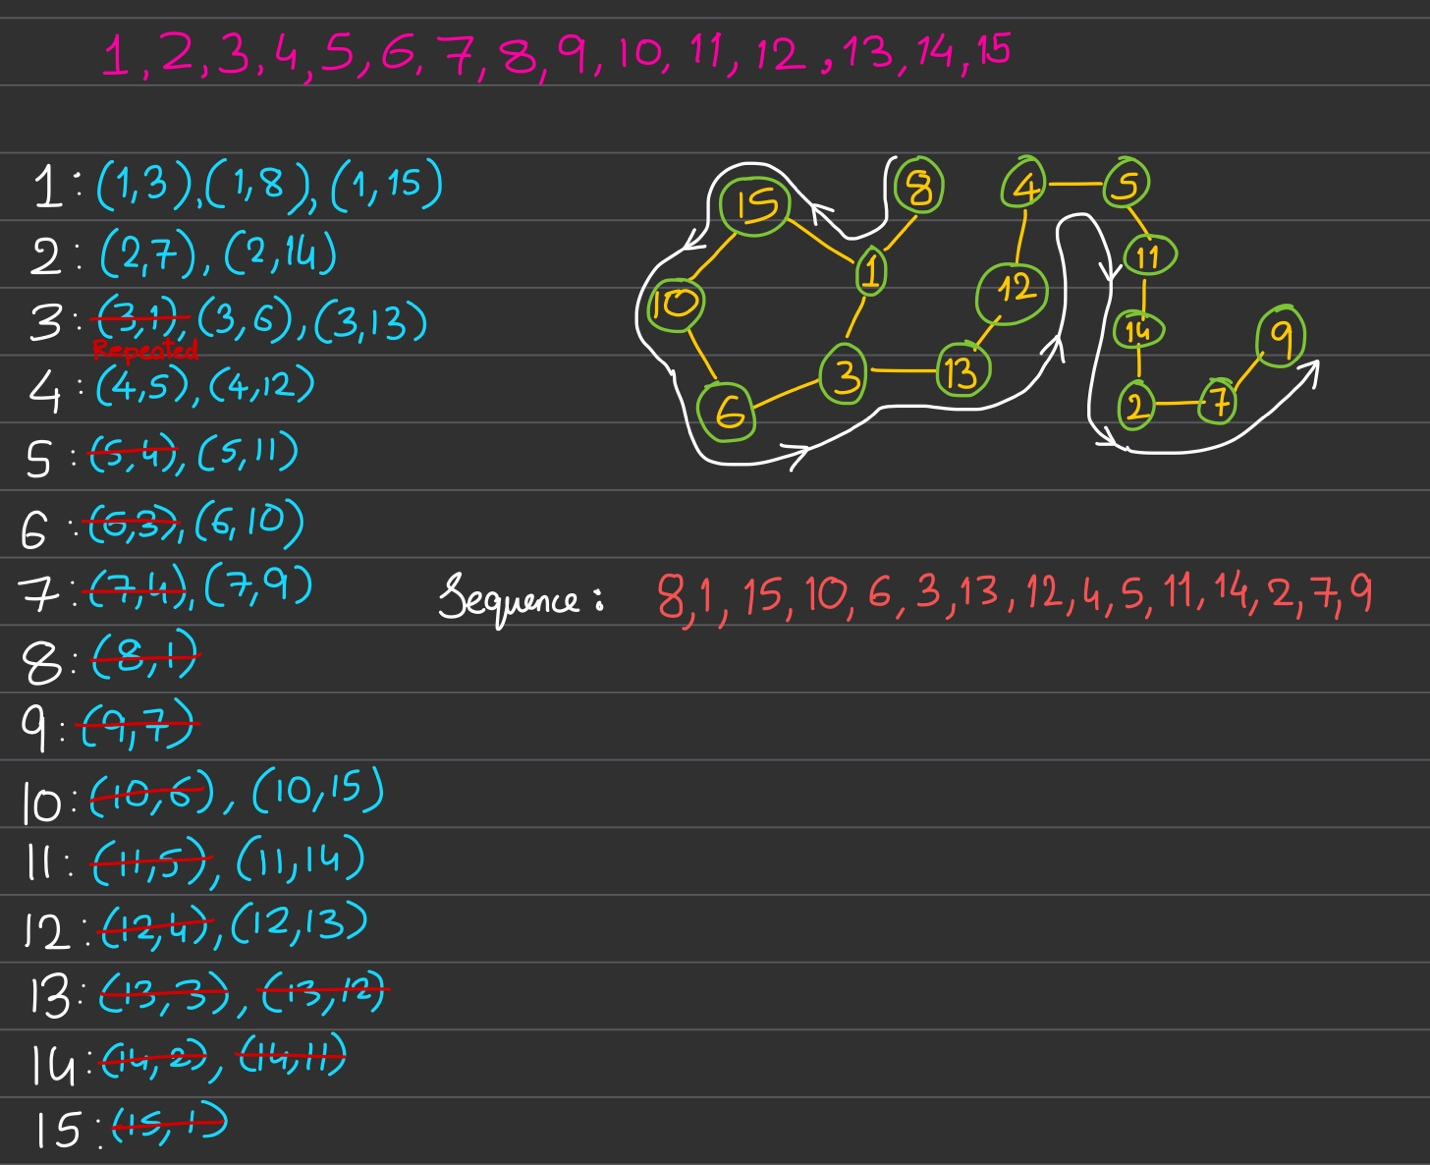 1, 2, 3, 4, 5, 6, 7, 8, 9, 10, 11, 12, 13, 14, 15
1: (1,3), (1,8), (1,15)
2: (2,7), (2,14)
3: (3,1), (3,6), (3,13)
Repeated
4: (4,5), (4,12)
5: (5,4), (5,11)
6: (6,3), (6,10)
7: (7,4), (7,9)
8: (8,1)
9: (9,7)
10: (10,6), (10,15)
11: (11,5), (11,14)
12: (12,4), (12,13)
13: (13,3), (13,12)
14: (14,2), (14,11)
15: (15,1)
15 8 4 5
10 1 12 11
14 9
6 3 13 2 7
Sequence: 8, 1, 15, 10, 6, 3, 13, 12, 4, 5, 11, 14, 2, 7, 9